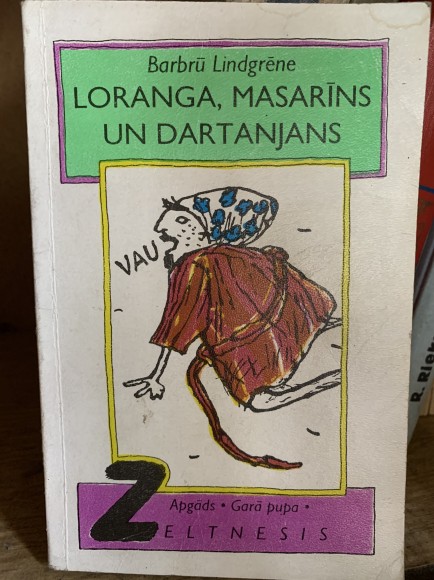 Barbrū Lindgrēne
LORANGA, MASARĪNS
UN DARTANJANS
VAU
Apgāds • Garā pupa •
ZELTNESIS